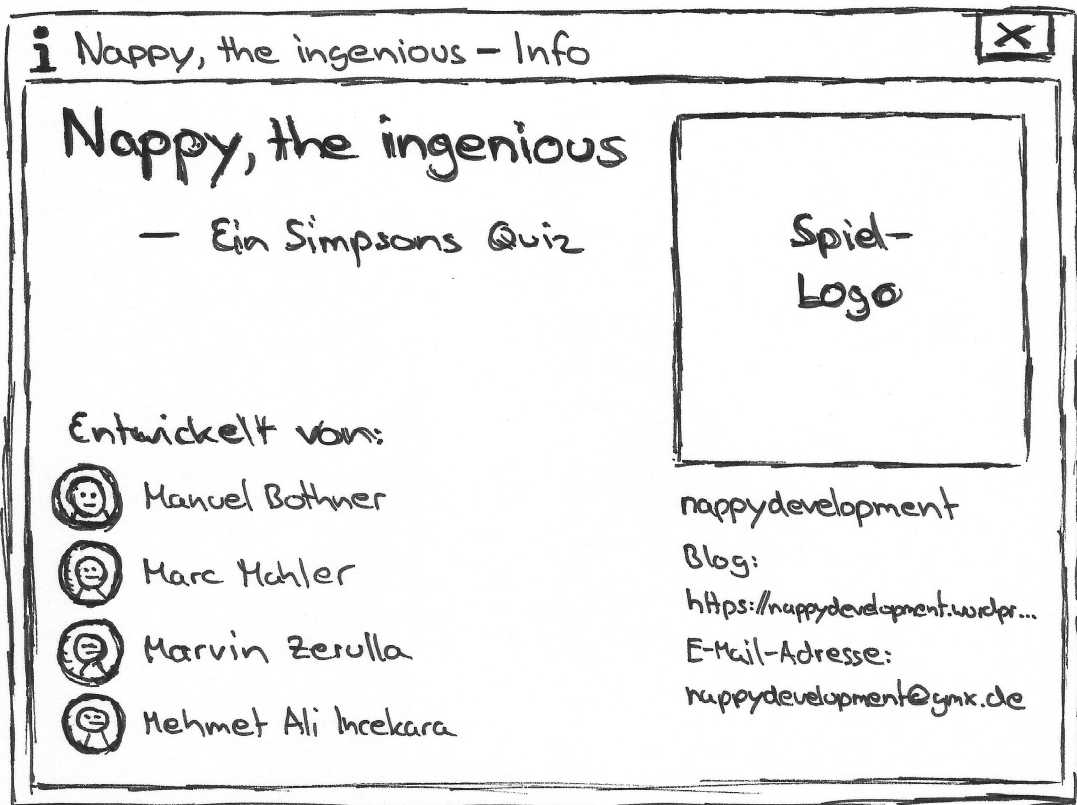 i Nappy, the ingenious – Info X
Nappy, the ingenious
– Ein Simpsons Quiz
Spiel-
Logo
Entwickelt von:
Manuel Bothner
Marc Mahler
Marvin Zerulla
Mehmet Ali Incekara
nappydevelopment
Blog:
https://nappydevelopment.wordpr...
E-Mail-Adresse:
nappydevelopment@gmx.de